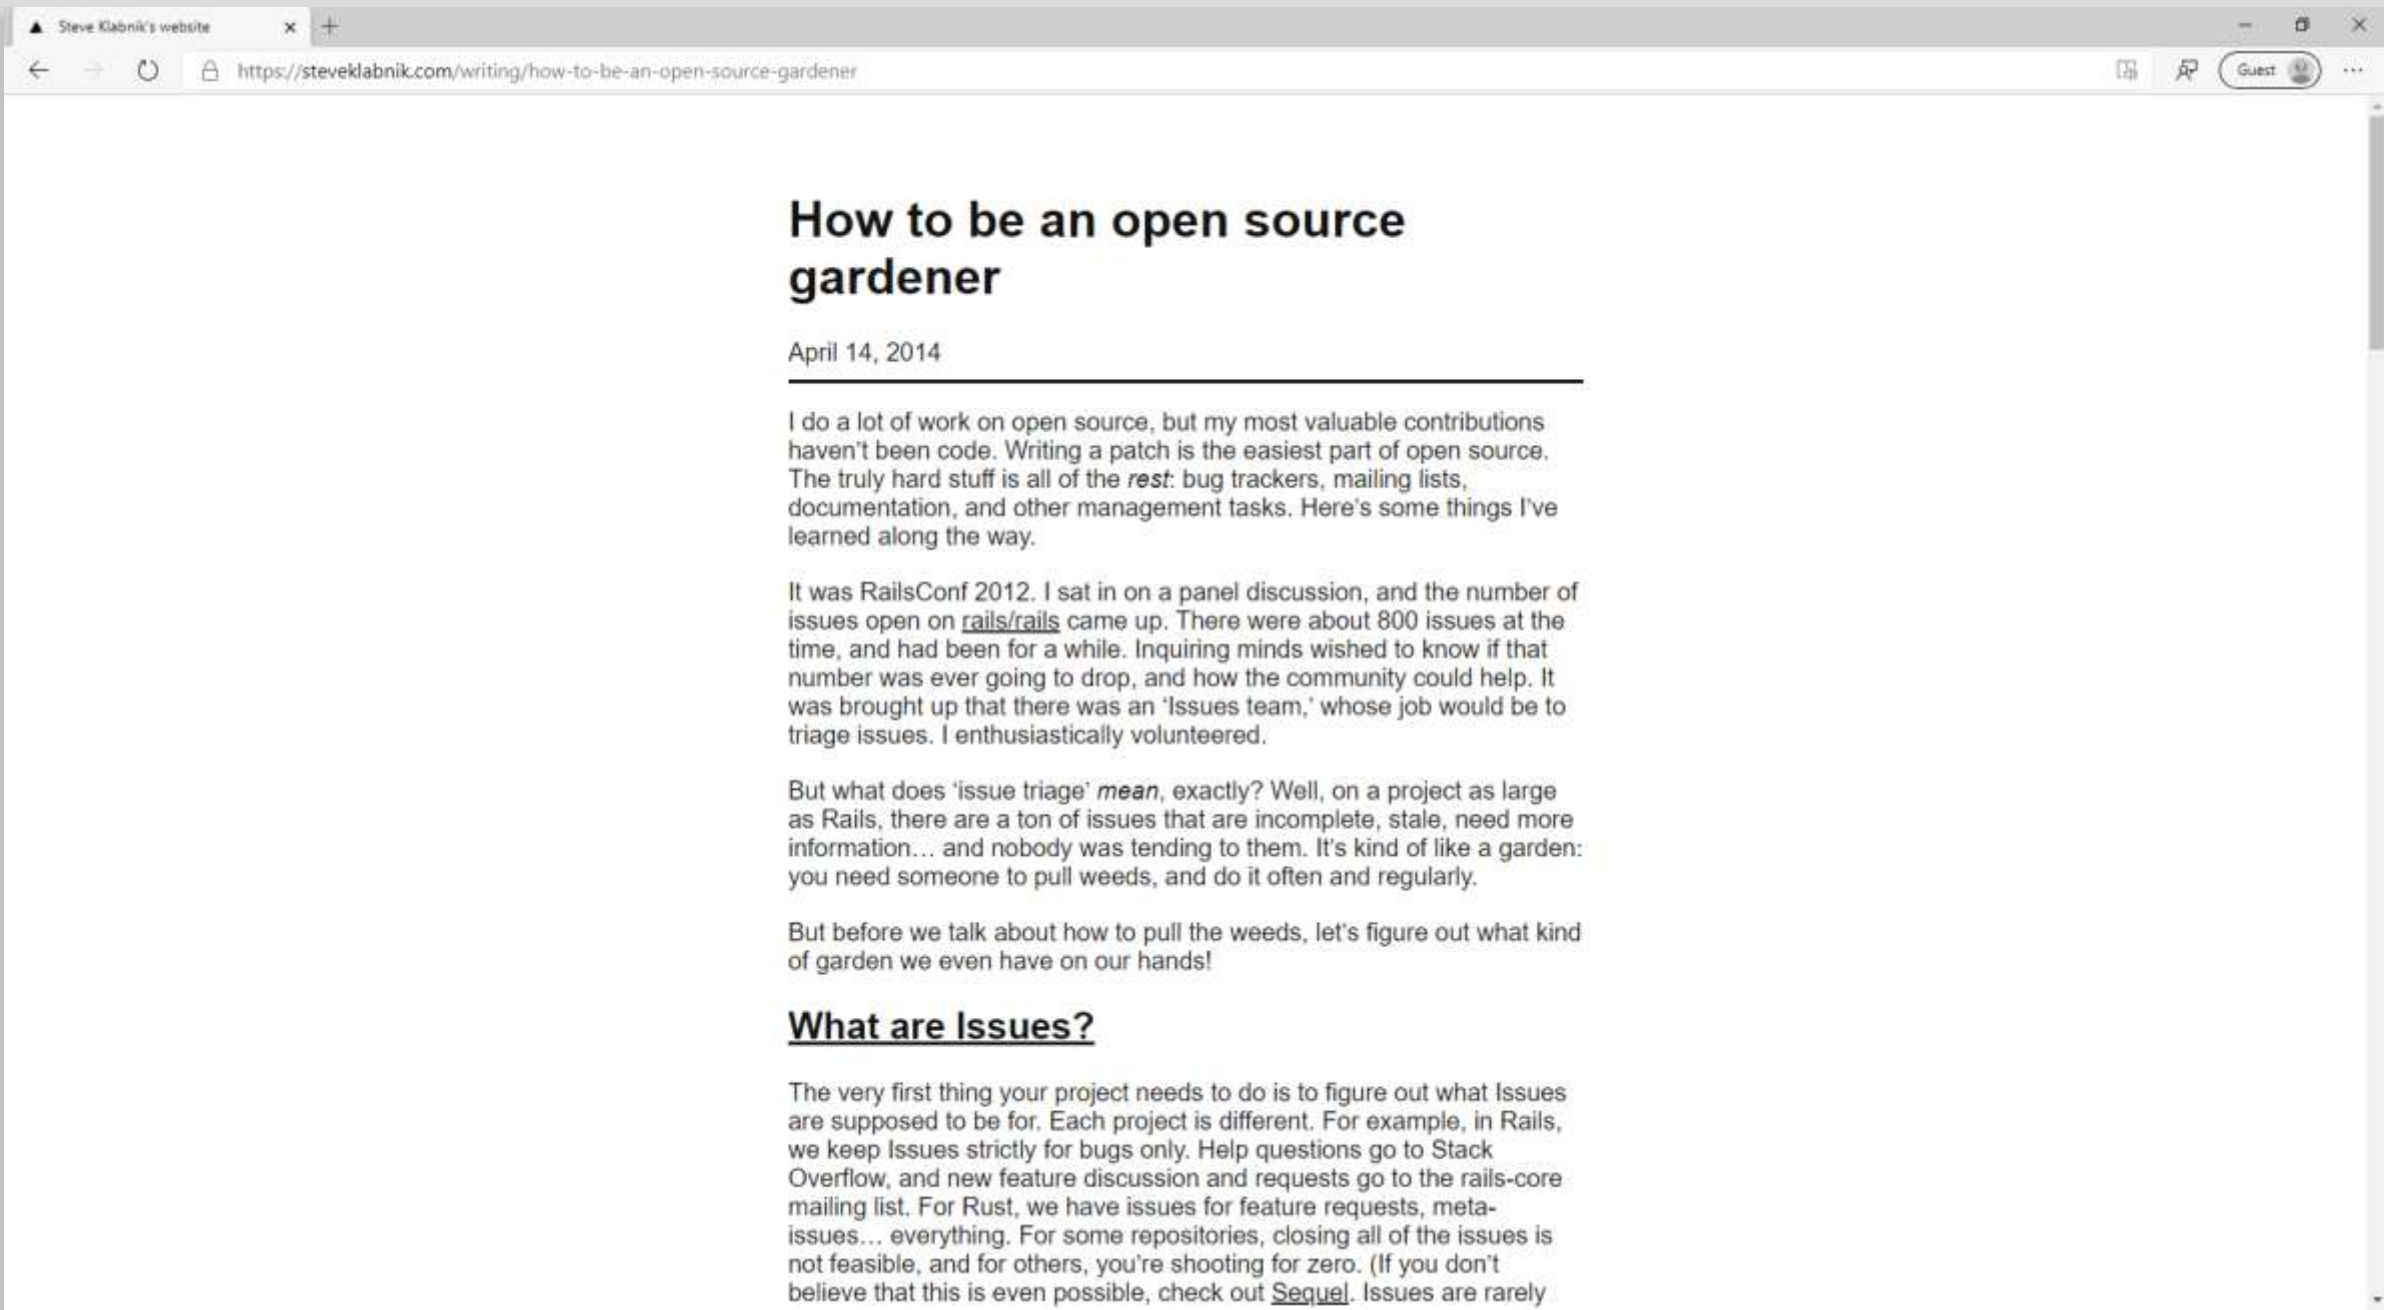 Steve Klabnik's website
https://steveklabnik.com/writing/how-to-be-an-open-source-gardener
Guest
How to be an open source
gardener
April 14, 2014
I do a lot of work on open source, but my most valuable contributions
haven't been code. Writing a patch is the easiest part of open source.
The truly hard stuff is all of the rest: bug trackers, mailing lists,
documentation, and other management tasks. Here's some things I've
learned along the way.
It was RailsConf 2012. I sat in on a panel discussion, and the number of
issues open on rails/rails came up. There were about 800 issues at the
time, and had been for a while. Inquiring minds wished to know if that
number was ever going to drop, and how the community could help. It
was brought up that there was an ‘Issues team,’ whose job would be to
triage issues. I enthusiastically volunteered.
But what does ‘issue triage’ mean, exactly? Well, on a project as large
as Rails, there are a ton of issues that are incomplete, stale, need more
information… and nobody was tending to them. It's kind of like a garden:
you need someone to pull weeds, and do it often and regularly.
But before we talk about how to pull the weeds, let's figure out what kind
of garden we even have on our hands!
What are Issues?
The very first thing your project needs to do is to figure out what Issues
are supposed to be for. Each project is different. For example, in Rails,
we keep Issues strictly for bugs only. Help questions go to Stack
Overflow, and new feature discussion and requests go to the rails-core
mailing list. For Rust, we have issues for feature requests, meta-
issues… everything. For some repositories, closing all of the issues is
not feasible, and for others, you're shooting for zero. (If you don't
believe that this is even possible, check out Sequel. Issues are rarely